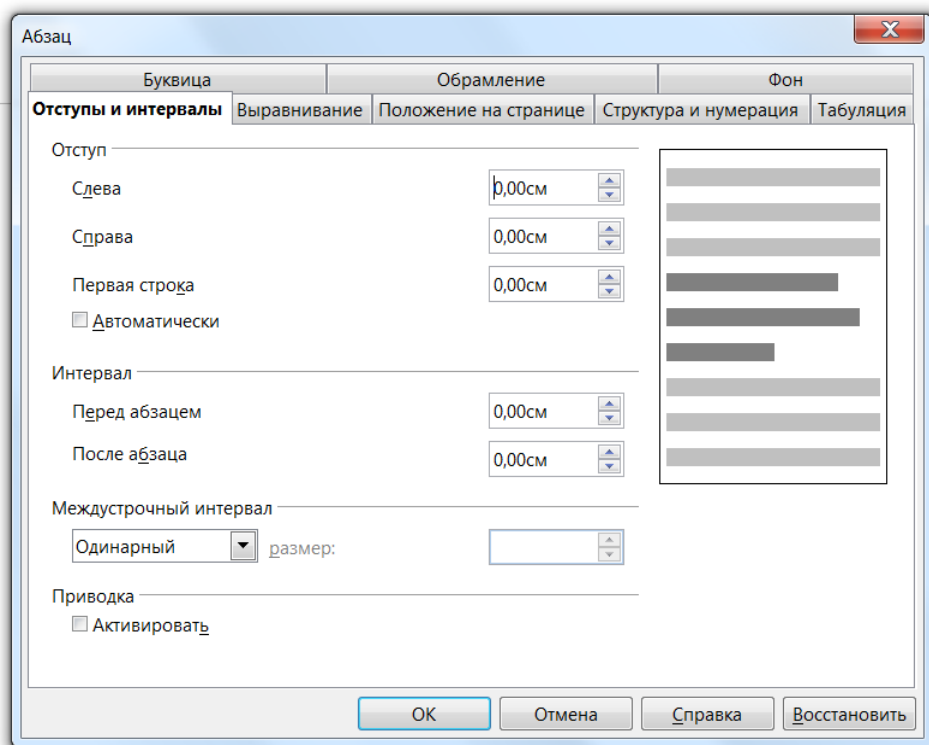 Абзац
Буквица Обрамление Фон
Отступы и интервалы Выравнивание Положение на странице Структура и нумерация Табуляция
Отступ
Слева 0,00см
Справа 0,00см
Первая строка 0,00см
Автоматически
Интервал
Перед абзацем 0,00см
После абзаца 0,00см
Междустрочный интервал
Одинарный размер:
Приводка
Активировать
ОК Отмена Справка Восстановить